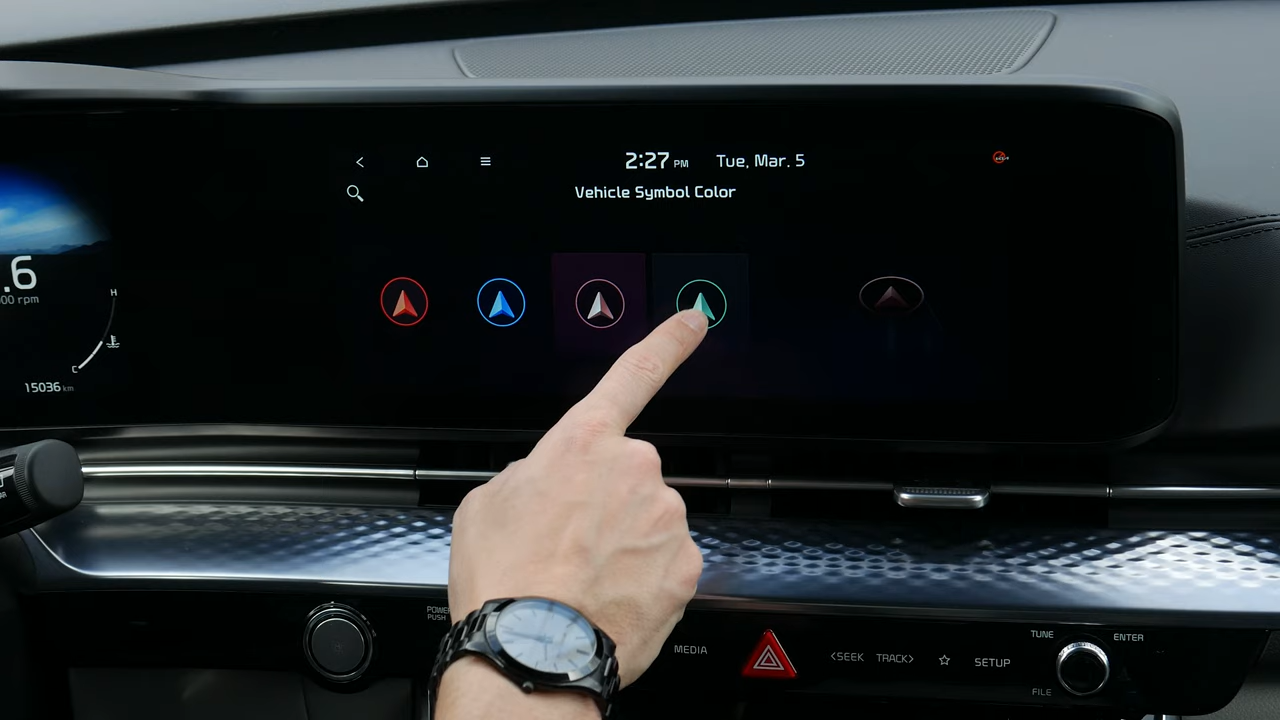 2:27 PM Tue, Mar. 5
Vehicle Symbol Color
.6
00 rpm
H
C
15036 km
POWER
PUSH
MEDIA
<SEEK TRACK>
SETUP
TUNE
ENTER
FILE